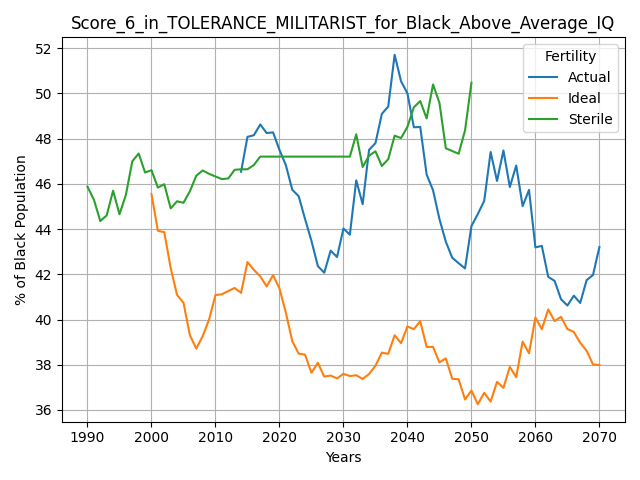 Score_6_in_TOLERANCE_MILITARIST_for_Black_Above_Average_IQ
Fertility
Actual
Ideal
Sterile
% of Black Population
52
50
48
46
44
42
40
38
36
1990
2000
2010
2020
2030
2040
2050
2060
2070
Years